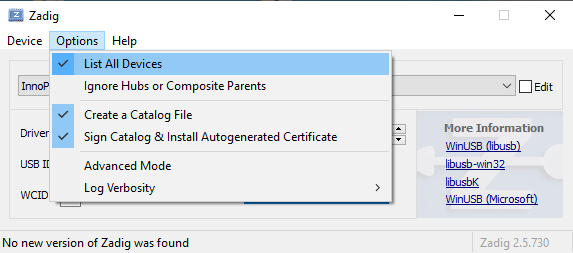 Zadig
Device Options Help
List All Devices
Ignore Hubs or Composite Parents
Create a Catalog File
Sign Catalog & Install Autogenerated Certificate
Advanced Mode
Log Verbosity
InnoP
Edit
Driver
USB ID
WCID
More Information
WinUSB (libusb)
libusb-win32
libusbK
WinUSB (Microsoft)
No new version of Zadig was found
Zadig 2.5.730